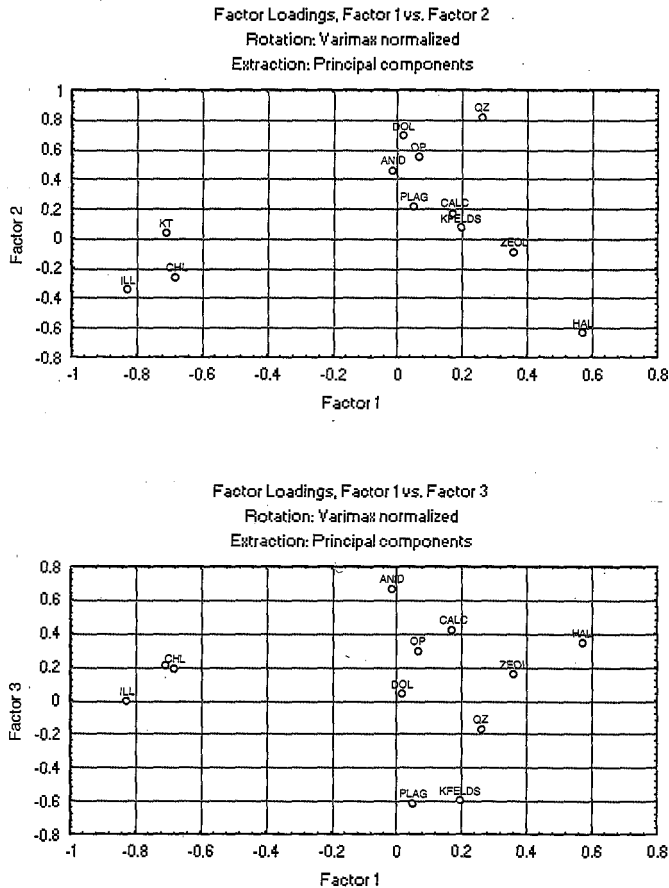 Factor Loadings, Factor 1 vs. Factor 2
Rotation: Varimax normalized
Extraction: Principal components
1
0.8
0.6
0.4
0.2
0
-0.2
-0.4
-0.6
-0.8
Factor 2
QZ
DOL
OP
ANID
PLAG
CALC
KFELDS
KT
ZEOL
CHL
ILL
HAL
-1 -0.8 -0.6 -0.4 -0.2 0 0.2 0.4 0.6 0.8
Factor 1
Factor Loadings, Factor 1 vs. Factor 3
Rotation: Varimax normalized
Extraction: Principal components
0.8
0.6
0.4
0.2
0
-0.2
-0.4
-0.6
-0.8
Factor 3
ANID
CALC
OP
HAL
CHL
ZEOL
ILL
DOL
QZ
PLAG
KFELDS
-1 -0.8 -0.6 -0.4 -0.2 0 0.2 0.4 0.6 0.8
Factor 1